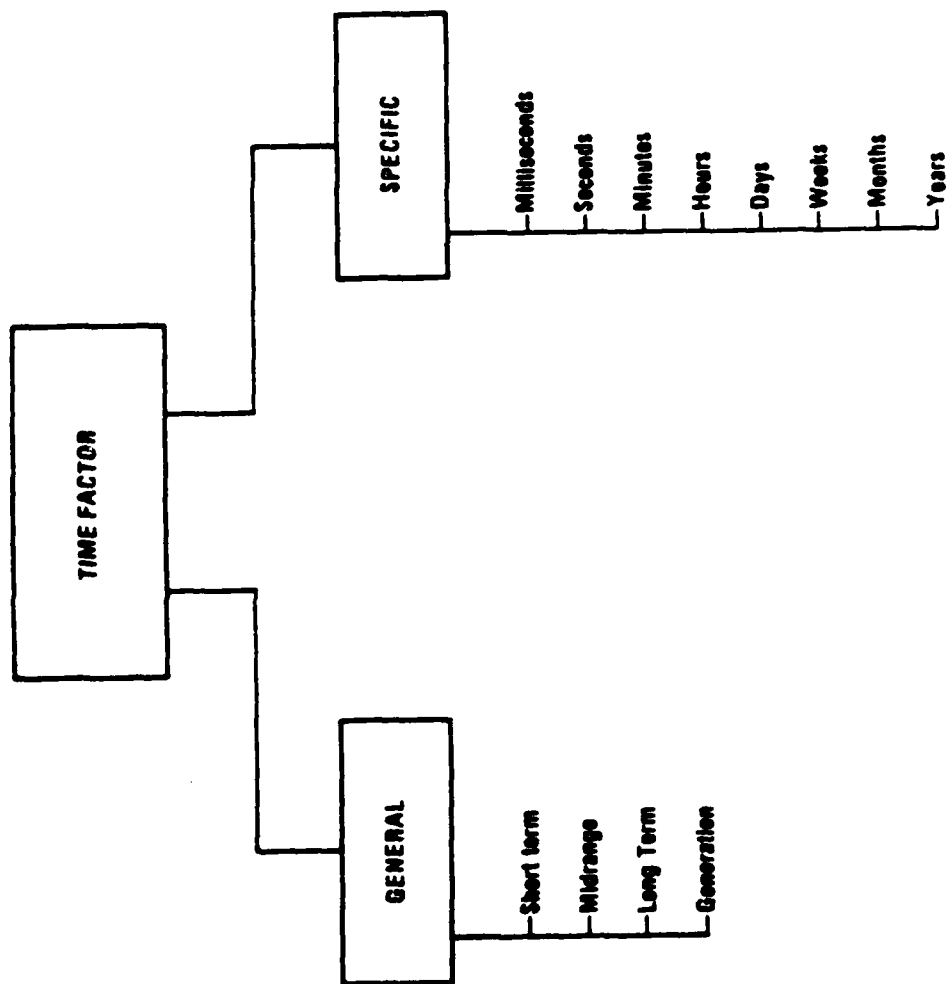 TIME FACTOR
GENERAL
Short term
Midrange
Long Term
Generation
SPECIFIC
Milliseconds
Seconds
Minutes
Hours
Days
Weeks
Months
Years